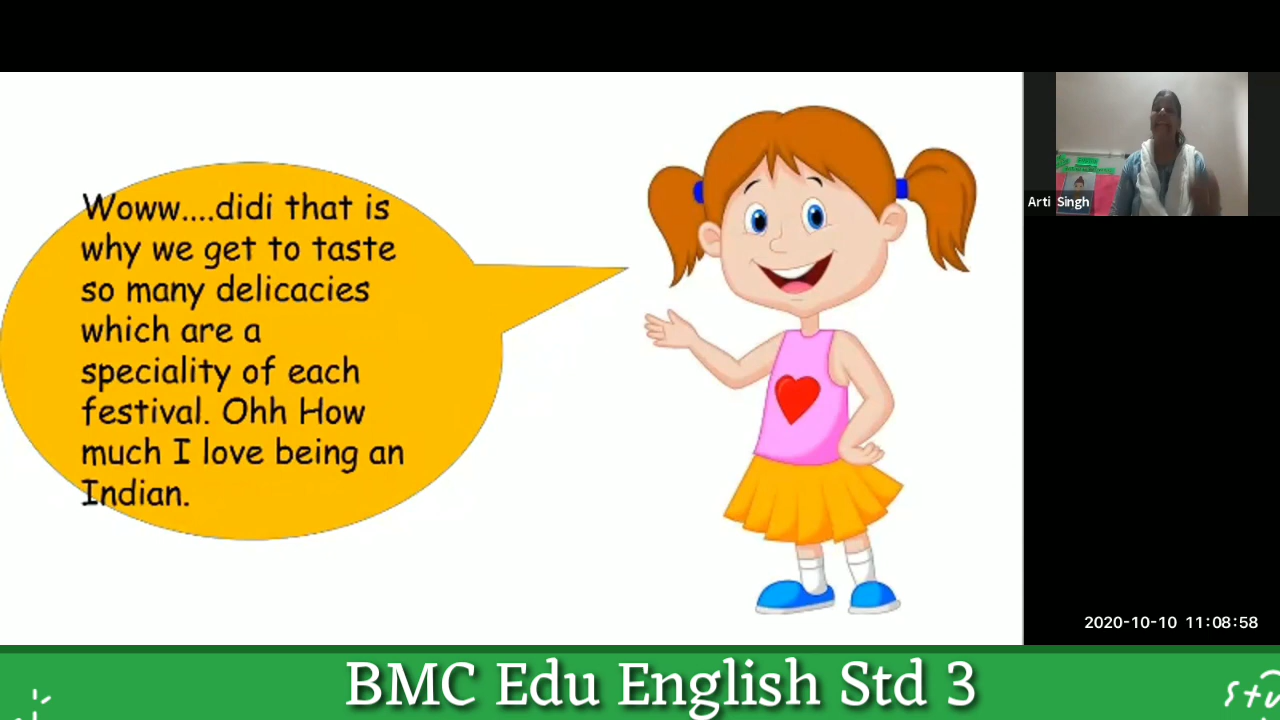 Woww....didi that is
why we get to taste
so many delicacies
which are a
speciality of each
festival. Ohh How
much I love being an
Indian.
Arti Singh
2020-10-10 11:08:58
BMC Edu English Std 3